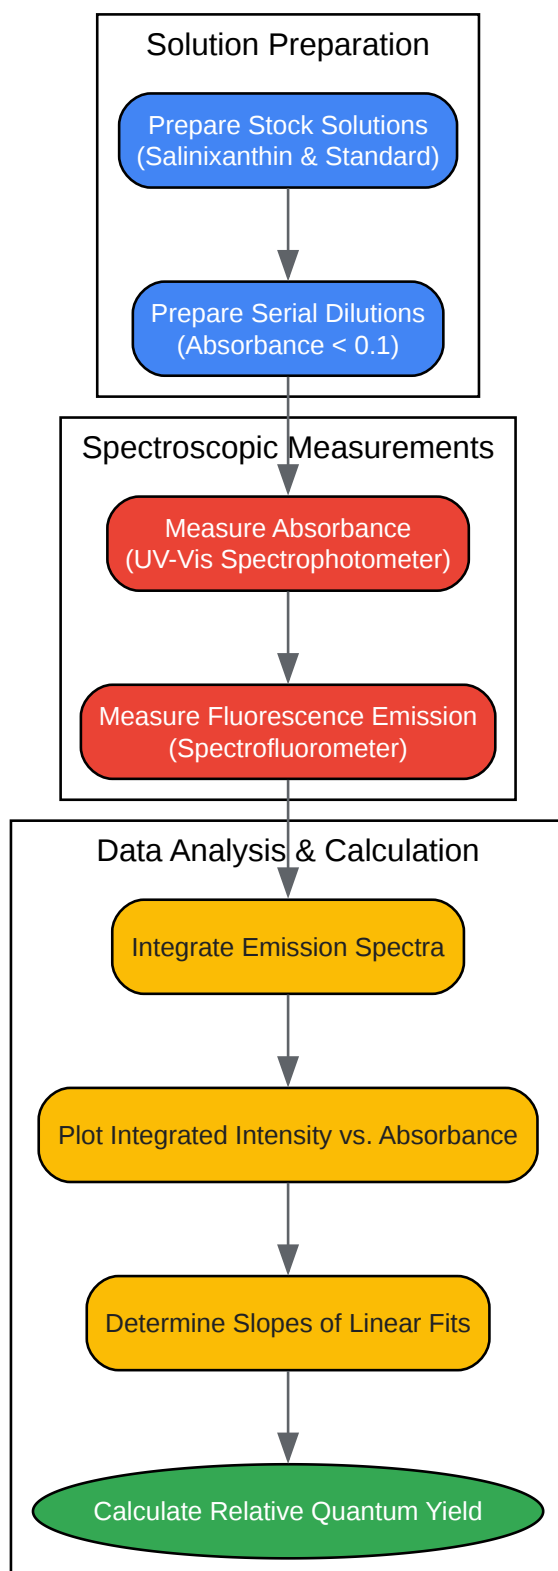 Solution Preparation
Prepare Stock Solutions
(Salinixanthin & Standard)
Prepare Serial Dilutions
(Absorbance < 0.1)
Spectroscopic Measurements
Measure Absorbance
(UV-Vis Spectrophotometer)
Measure Fluorescence Emission
(Spectrofluorometer)
Data Analysis & Calculation
Integrate Emission Spectra
Plot Integrated Intensity vs. Absorbance
Determine Slopes of Linear Fits
Calculate Relative Quantum Yield